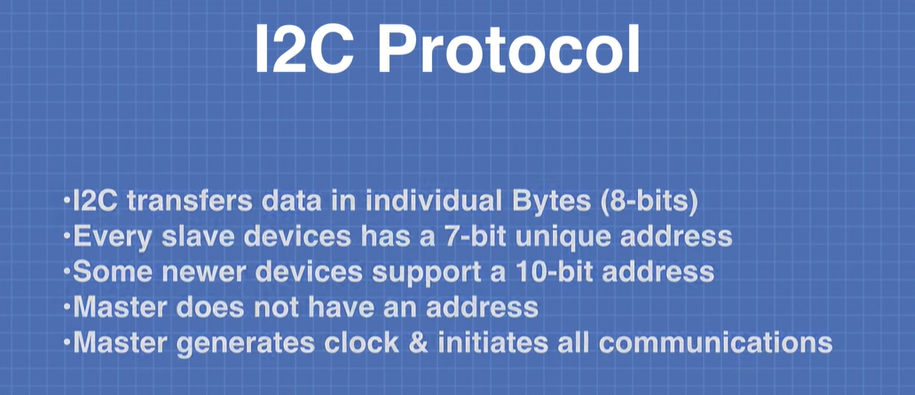 I2C Protocol
•I2C transfers data in individual Bytes (8-bits)
•Every slave devices has a 7-bit unique address
•Some newer devices support a 10-bit address
•Master does not have an address
•Master generates clock & initiates all communications